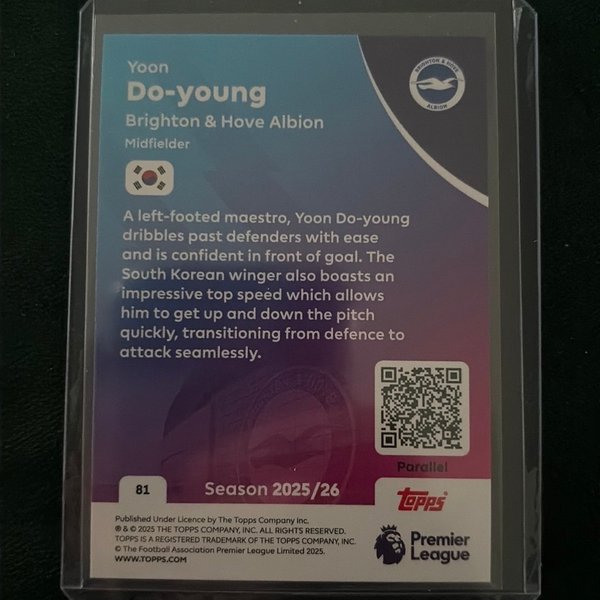 Yoon
Do-young
Brighton & Hove Albion
Midfielder
BRIGHTON & HOVE
ALBION
A left-footed maestro, Yoon Do-young
dribbles past defenders with ease
and is confident in front of goal. The
South Korean winger also boasts an
impressive top speed which allows
him to get up and down the pitch
quickly, transitioning from defence to
attack seamlessly.
Parallel
81
Season 2025/26
topps
Published Under Licence by The Topps Company Inc.
® & © 2025 THE TOPPS COMPANY, INC. ALL RIGHTS RESERVED.
TOPPS IS A REGISTERED TRADEMARK OF THE TOPPS COMPANY, INC.
© The Football Association Premier League Limited 2025.
WWW.TOPPS.COM
Premier
League